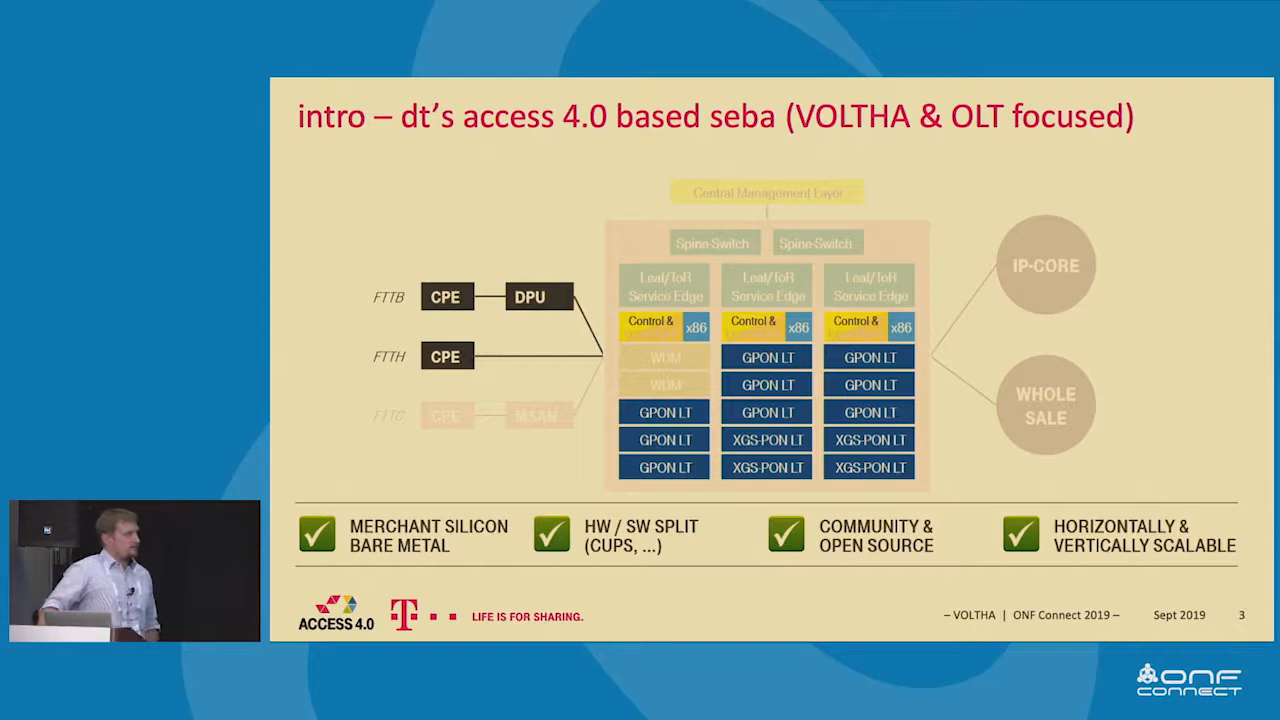 intro – dt's access 4.0 based seba (VOLTHA & OLT focused)
Central Management Layer
Spine-Switch Spine-Switch
Leaf/ToR Service Edge
Leaf/ToR Service Edge
Leaf/ToR Service Edge
Control & x86
Control & x86
Control & x86
FTTB CPE DPU
FTTH CPE
FTTC CPE MSAN
WDM GPON LT GPON LT
WDM GPON LT GPON LT
GPON LT GPON LT GPON LT
GPON LT XGS-PON LT XGS-PON LT
GPON LT XGS-PON LT XGS-PON LT
IP-CORE
WHOLE
SALE
MERCHANT SILICON
BARE METAL
HW / SW SPLIT
(CUPS, ...)
COMMUNITY &
OPEN SOURCE
HORIZONTALLY &
VERTICALLY SCALABLE
ACCESS 4.0
T
LIFE IS FOR SHARING.
– VOLTHA | ONF Connect 2019 – Sept 2019 3
ONF
CONNECT